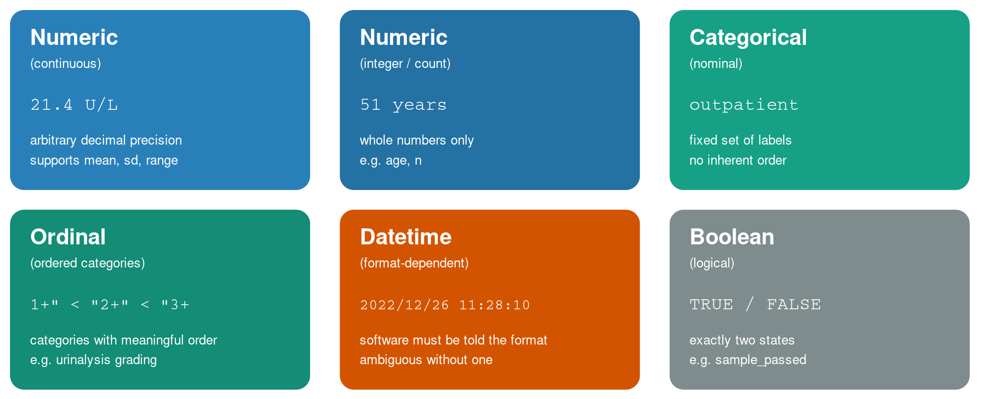 Numeric
(continuous)
21.4 U/L
arbitrary decimal precision
supports mean, sd, range
Numeric
(integer / count)
51 years
whole numbers only
e.g. age, n
Categorical
(nominal)
outpatient
fixed set of labels
no inherent order
Ordinal
(ordered categories)
1+" < "2+" < "3+
categories with meaningful order
e.g. urinalysis grading
Datetime
(format-dependent)
2022/12/26 11:28:10
software must be told the format
ambiguous without one
Boolean
(logical)
TRUE / FALSE
exactly two states
e.g. sample_passed